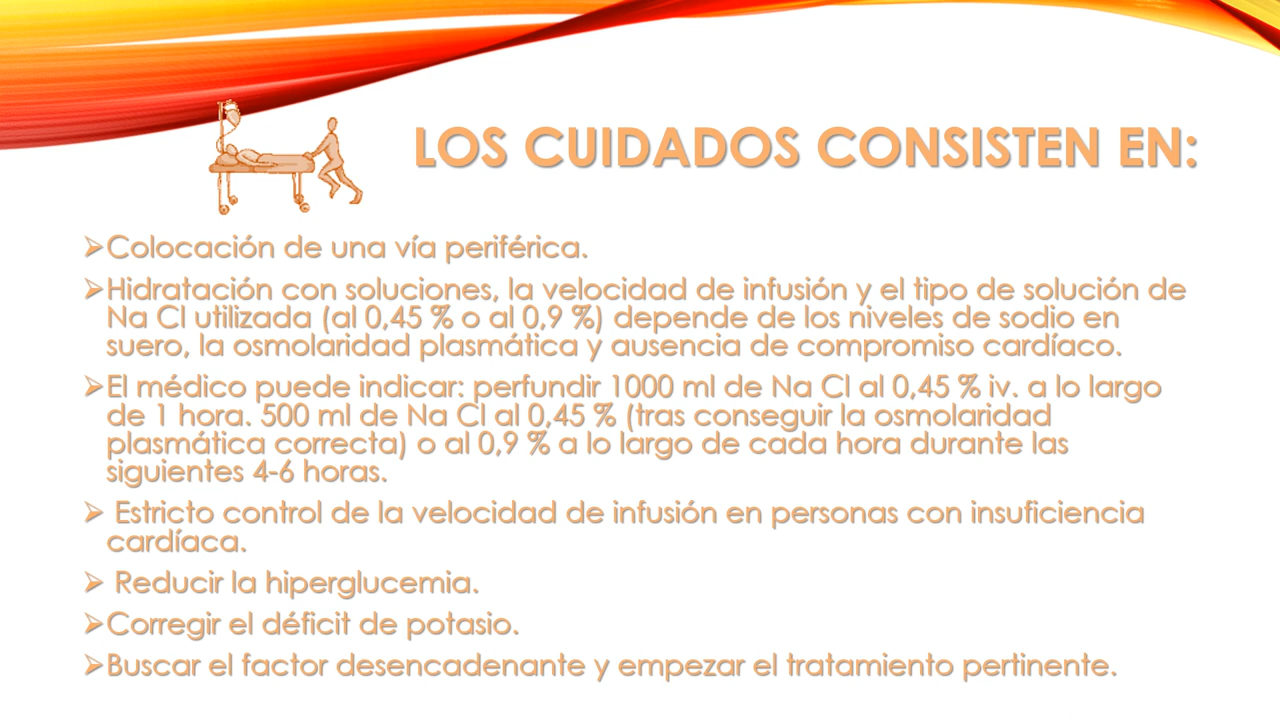 LOS CUIDADOS CONSISTEN EN:
➢Colocación de una vía periférica.
➢Hidratación con soluciones, la velocidad de infusión y el tipo de solución de
Na Cl utilizada (al 0,45 % o al 0,9 %) depende de los niveles de sodio en
suero, la osmolaridad plasmática y ausencia de compromiso cardíaco.
➢El médico puede indicar: perfundir 1000 ml de Na Cl al 0,45 % iv. a lo largo
de 1 hora. 500 ml de Na Cl al 0,45 % (tras conseguir la osmolaridad
plasmática correcta) o al 0,9 % a lo largo de cada hora durante las
siguientes 4-6 horas.
➢ Estricto control de la velocidad de infusión en personas con insuficiencia
cardíaca.
➢ Reducir la hiperglucemia.
➢Corregir el déficit de potasio.
➢Buscar el factor desencadenante y empezar el tratamiento pertinente.